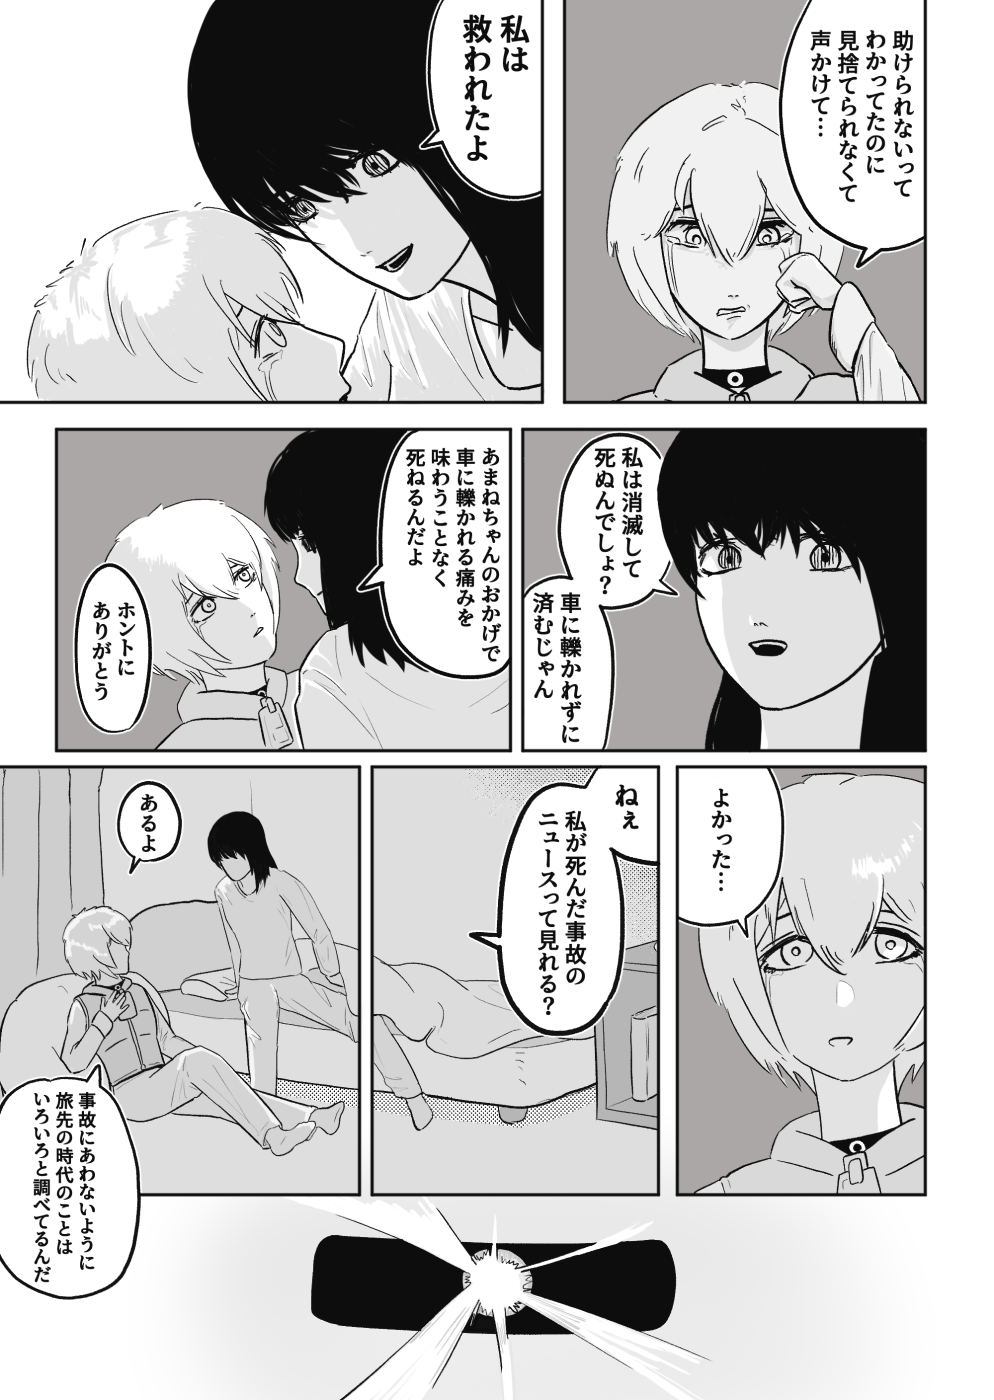 助けられないって
わかってたのに
見捨てられなくて
声かけて…
私は
救われたよ
私は消滅して
死ぬんでしょ？
車に轢かれずに
済むじゃん
あまねちゃんのおかげで
車に轢かれる痛みを
味わうことなく
死ねるんだよ
ホントに
ありがとう
よかった…
ねぇ
私が死んだ事故の
ニュースって見れる？
あるよ
事故にあわないように
旅先の時代のことは
いろいろと調べてるんだ